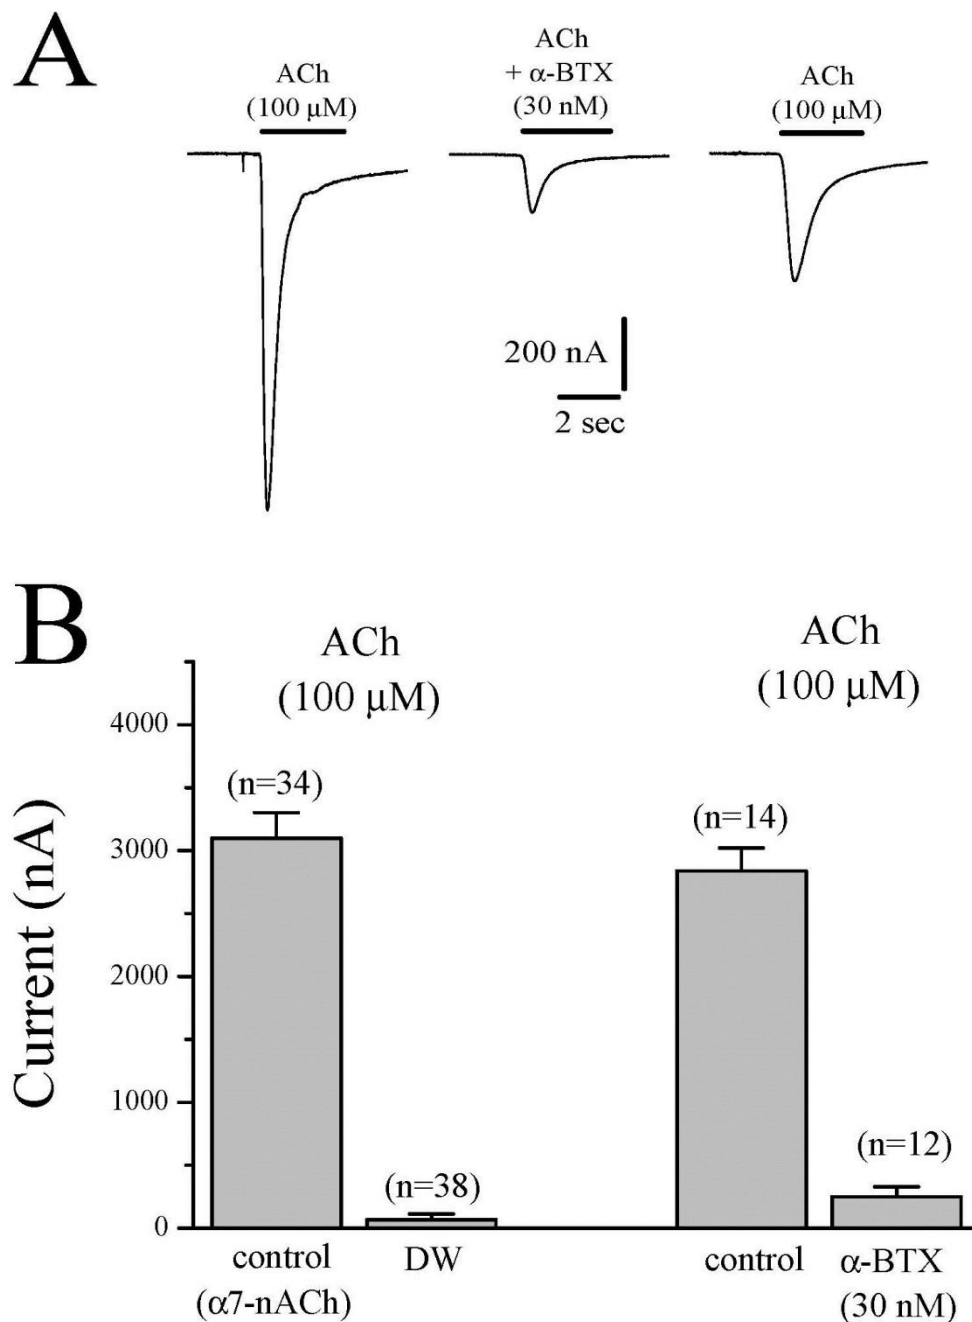 A
ACh
(100 μM)
ACh
+ α-BTX
(30 nM)
ACh
(100 μM)
200 nA
2 sec
B
ACh
(100 μM)
ACh
(100 μM)
Current (nA)
4000
3000
2000
1000
0
(n=34)
(n=38)
(n=14)
(n=12)
control
(α7-nACh)
DW
control
α-BTX
(30 nM)